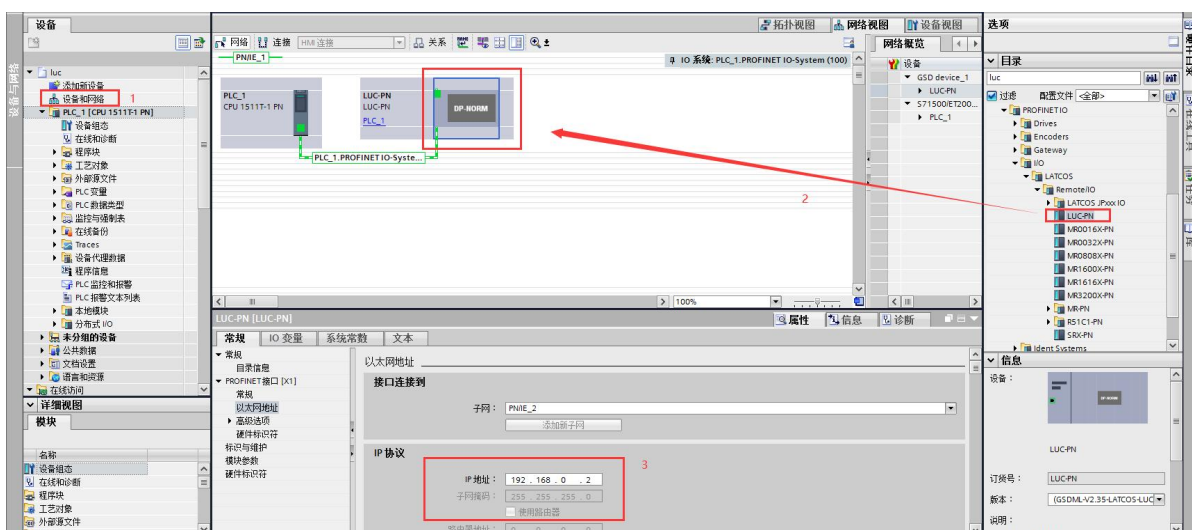 设备
设备与网络
luc
添加新设备
设备和网络
1
PLC_1 [CPU 1511T-1 PN]
设备组态
在线和诊断
程序块
工艺对象
外部源文件
PLC 变量
PLC 数据类型
监控与强制表
在线备份
Traces
设备代理数据
程序信息
PLC 监控和报警
PLC 报警文本列表
本地模块
分布式 I/O
未分组的设备
公共数据
文档设置
语言和资源
在线访问
详细视图
模块
名称
设备组态
在线和诊断
程序块
工艺对象
外部源文件
拓扑视图
网络视图
设备视图
网络
连接
HMI 连接
关系
PN/IE_1
IO 系统: PLC_1.PROFINET IO-System (100)
PLC_1
CPU 1511T-1 PN
LUC-PN
LUC-PN
PLC_1
DP-NORM
PLC_1.PROFINET IO-Syste...
2
100%
网络概览
设备
GSD device_1
LUC-PN
S71500/ET200...
PLC_1
LUC-PN [LUC-PN]
属性
信息
诊断
常规
IO 变量
系统常数
文本
常规
目录信息
PROFINET接口 [X1]
常规
以太网地址
高级选项
硬件标识符
标识与维护
模块参数
硬件标识符
以太网地址
接口连接到
子网：
PN/IE_2
添加新子网
IP 协议
3
IP 地址：
192 . 168 . 0 . 2
子网掩码：
255 . 255 . 255 . 0
使用路由器
路由器地址：
0 . 0 . 0 . 0
选项
目录
luc
过滤
配置文件
<全部>
PROFINET IO
Drives
Encoders
Gateway
I/O
LATCOS
Remote/IO
LATCOS JPxxx IO
LUC-PN
MR0016X-PN
MR0032X-PN
MR0808X-PN
MR1600X-PN
MR1616X-PN
MR3200X-PN
MR-PN
R51C1-PN
SRX-PN
Ident Systems
信息
设备：
DP-NORM
LUC-PN
订货号：
LUC-PN
版本：
(GSDML-V2.35-LATCOS-LUC
说明：